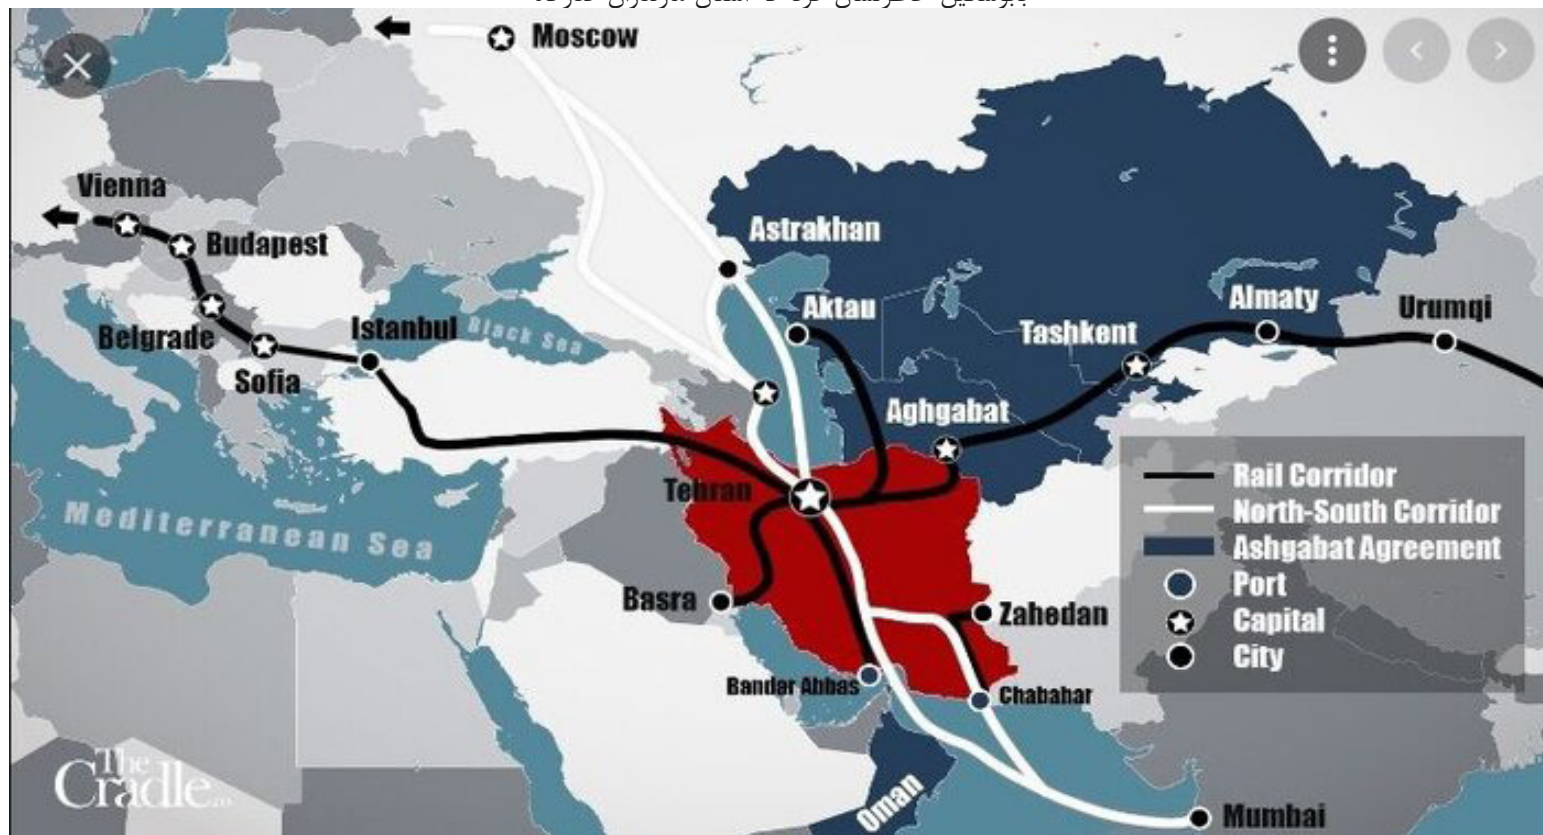 Moscow
Vienna
Budapest
Astrakhan
Belgrade
Istanbul
Black Sea
Aktau
Almaty
Urumqi
Tashkent
Sofia
Aghgabat
Tehran
Mediterranean Sea
Basra
Zahedan
Bandar Abbas
Chabahar
Oman
Mumbai
Rail Corridor
North-South Corridor
Ashgabat Agreement
Port
Capital
City
The
Cradle